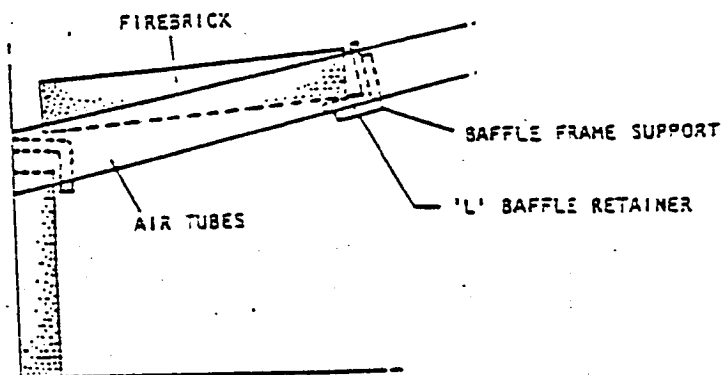 FIREBRICK
BAFFLE FRAME SUPPORT
'L' BAFFLE RETAINER
AIR TUBES